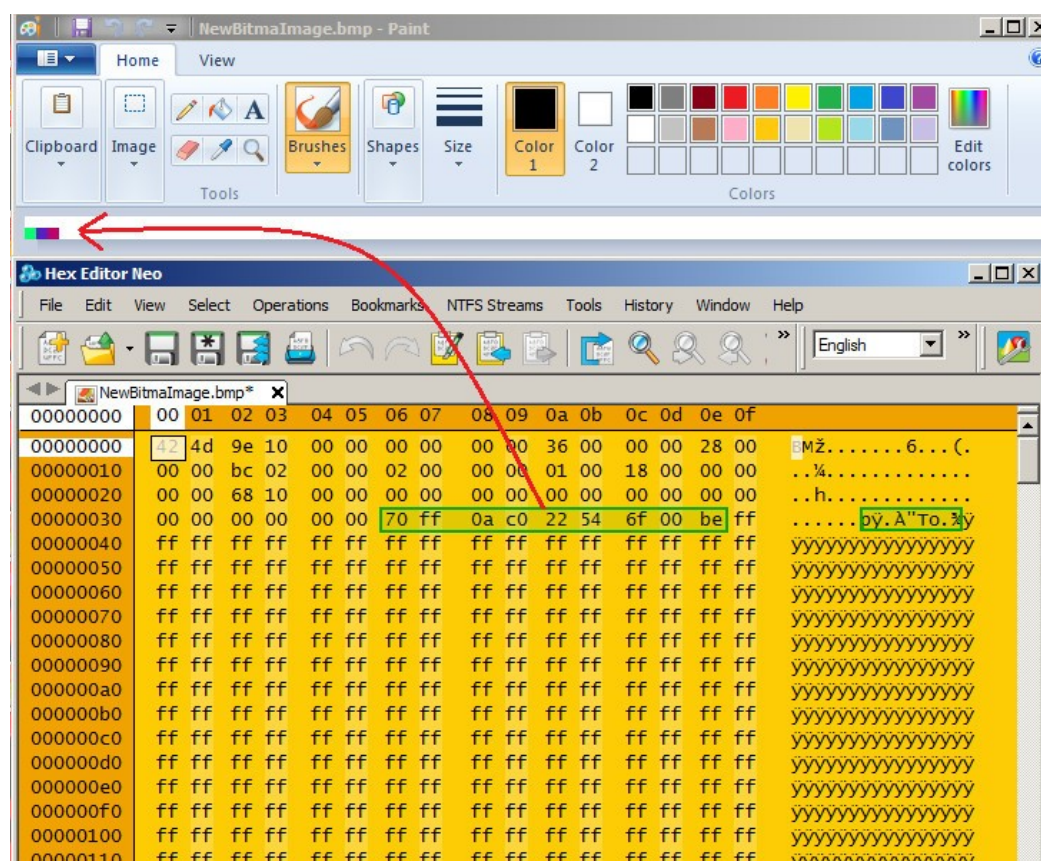 NewBitmaImage.bmp - Paint
Home View
Clipboard
Image
Tools
Brushes
Shapes
Size
Color 1
Color 2
Edit colors
Colors
Hex Editor Neo
File Edit View Select Operations Bookmarks NTFS Streams Tools History Window Help
English
NewBitmaImage.bmp*
00000000 00 01 02 03 04 05 06 07 08 09 0a 0b 0c 0d 0e 0f
00000000 42 4d 9e 10 00 00 00 00 00 00 36 00 00 00 28 00 BMž.......6...(.
00000010 00 00 bc 02 00 00 02 00 00 00 01 00 18 00 00 00 ..¼.............
00000020 00 00 68 10 00 00 00 00 00 00 00 00 00 00 00 00 ..h.............
00000030 00 00 00 00 00 00 70 ff 0a c0 22 54 6f 00 be ff ......pÿ.À"To.¾ÿ
00000040 ff ff ff ff ff ff ff ff ff ff ff ff ff ff ff ff ÿÿÿÿÿÿÿÿÿÿÿÿÿÿÿÿ
00000050 ff ff ff ff ff ff ff ff ff ff ff ff ff ff ff ff ÿÿÿÿÿÿÿÿÿÿÿÿÿÿÿÿ
00000060 ff ff ff ff ff ff ff ff ff ff ff ff ff ff ff ff ÿÿÿÿÿÿÿÿÿÿÿÿÿÿÿÿ
00000070 ff ff ff ff ff ff ff ff ff ff ff ff ff ff ff ff ÿÿÿÿÿÿÿÿÿÿÿÿÿÿÿÿ
00000080 ff ff ff ff ff ff ff ff ff ff ff ff ff ff ff ff ÿÿÿÿÿÿÿÿÿÿÿÿÿÿÿÿ
00000090 ff ff ff ff ff ff ff ff ff ff ff ff ff ff ff ff ÿÿÿÿÿÿÿÿÿÿÿÿÿÿÿÿ
000000a0 ff ff ff ff ff ff ff ff ff ff ff ff ff ff ff ff ÿÿÿÿÿÿÿÿÿÿÿÿÿÿÿÿ
000000b0 ff ff ff ff ff ff ff ff ff ff ff ff ff ff ff ff ÿÿÿÿÿÿÿÿÿÿÿÿÿÿÿÿ
000000c0 ff ff ff ff ff ff ff ff ff ff ff ff ff ff ff ff ÿÿÿÿÿÿÿÿÿÿÿÿÿÿÿÿ
000000d0 ff ff ff ff ff ff ff ff ff ff ff ff ff ff ff ff ÿÿÿÿÿÿÿÿÿÿÿÿÿÿÿÿ
000000e0 ff ff ff ff ff ff ff ff ff ff ff ff ff ff ff ff ÿÿÿÿÿÿÿÿÿÿÿÿÿÿÿÿ
000000f0 ff ff ff ff ff ff ff ff ff ff ff ff ff ff ff ff ÿÿÿÿÿÿÿÿÿÿÿÿÿÿÿÿ
00000100 ff ff ff ff ff ff ff ff ff ff ff ff ff ff ff ff ÿÿÿÿÿÿÿÿÿÿÿÿÿÿÿÿ
00000110 ff ff ff ff ff ff ff ff ff ff ff ff ff ff ff ff